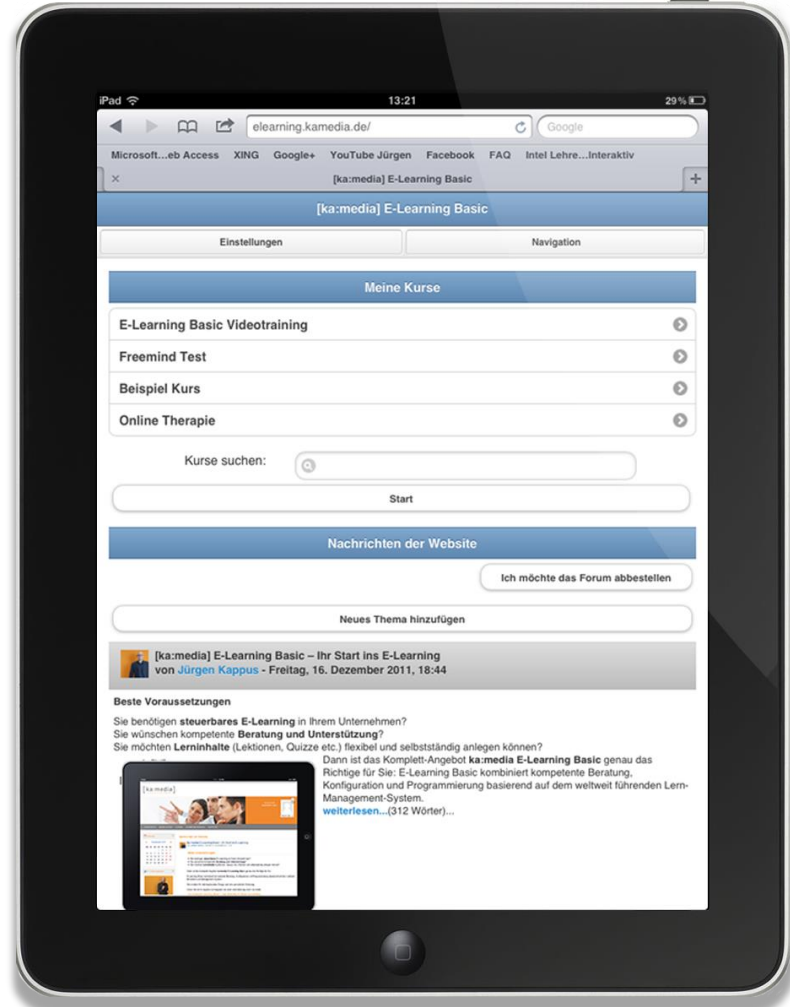 iPad 13:21 29 %
elearning.kamedia.de/ Google
Microsoft...eb Access XING Google+ YouTube Jürgen Facebook FAQ Intel Lehre...Interaktiv
[ka:media] E-Learning Basic
[ka:media] E-Learning Basic
Einstellungen Navigation
Meine Kurse
E-Learning Basic Videotraining
Freemind Test
Beispiel Kurs
Online Therapie
Kurse suchen:
Start
Nachrichten der Website
Ich möchte das Forum abbestellen
Neues Thema hinzufügen
[ka:media] E-Learning Basic – Ihr Start ins E-Learning
von Jürgen Kappus - Freitag, 16. Dezember 2011, 18:44
Beste Voraussetzungen
Sie benötigen steuerbares E-Learning in Ihrem Unternehmen?
Sie wünschen kompetente Beratung und Unterstützung?
Sie möchten Lerninhalte (Lektionen, Quizze etc.) flexibel und selbstständig anlegen können?
Dann ist das Komplett-Angebot ka:media E-Learning Basic genau das
Richtige für Sie: E-Learning Basic kombiniert kompetente Beratung,
Konfiguration und Programmierung basierend auf dem weltweit führenden Lern-
Management-System.
weiterlesen...(312 Wörter)...
[ka:media]